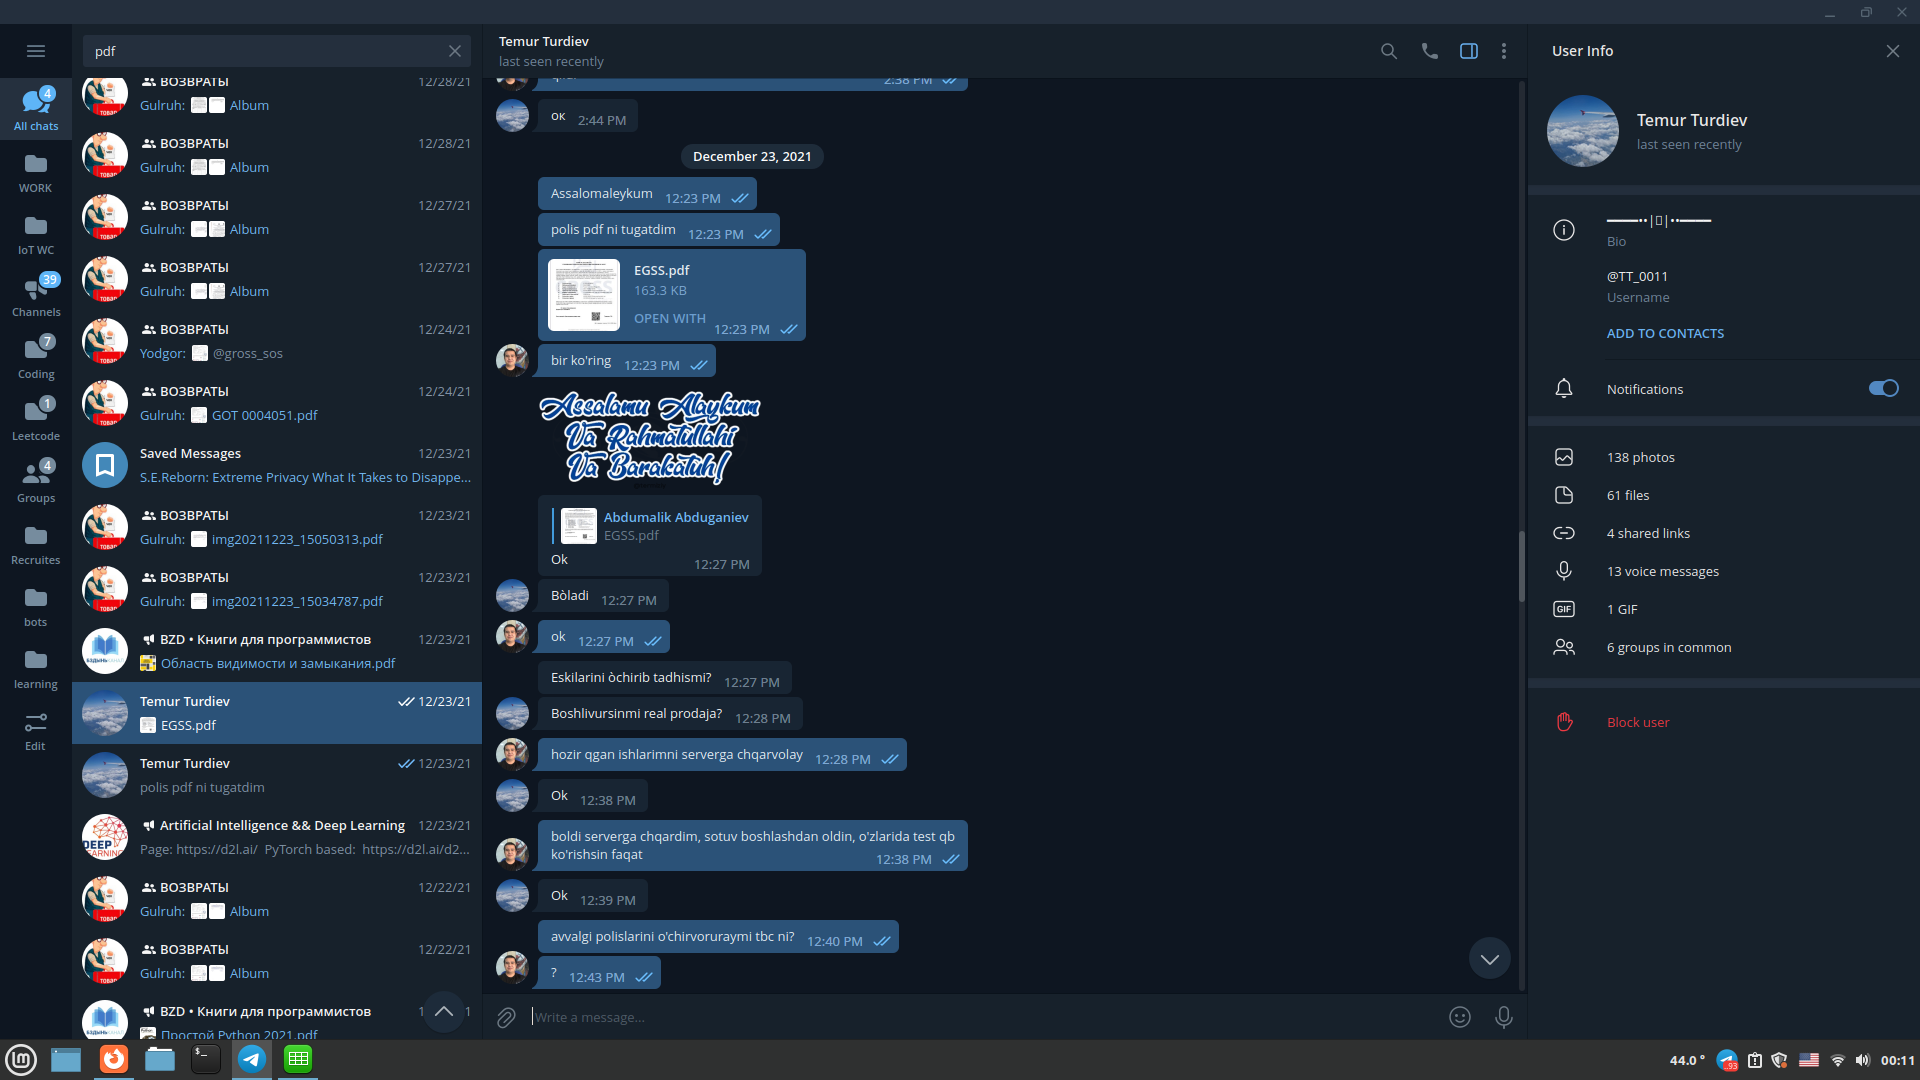 pdf
All chats
4
WORK
IoT WC
Channels
39
Coding
7
Leetcode
1
Groups
4
Recruites
bots
learning
Edit
ВОЗВРАТЫ 12/28/21
Gulruh: Album
ВОЗВРАТЫ 12/28/21
Gulruh: Album
ВОЗВРАТЫ 12/27/21
Gulruh: Album
ВОЗВРАТЫ 12/27/21
Gulruh: Album
ВОЗВРАТЫ 12/24/21
Yodgor: @gross_sos
ВОЗВРАТЫ 12/24/21
Gulruh: GOT 0004051.pdf
Saved Messages 12/23/21
S.E.Reborn: Extreme Privacy What It Takes to Disappe...
ВОЗВРАТЫ 12/23/21
Gulruh: img20211223_15050313.pdf
ВОЗВРАТЫ 12/23/21
Gulruh: img20211223_15034787.pdf
BZD • Книги для программистов 12/23/21
Область видимости и замыкания.pdf
Temur Turdiev 12/23/21
EGSS.pdf
Temur Turdiev 12/23/21
polis pdf ni tugatdim
Artificial Intelligence && Deep Learning 12/23/21
Page: https://d2l.ai/ PyTorch based: https://d2l.ai/d2...
ВОЗВРАТЫ 12/22/21
Gulruh: Album
ВОЗВРАТЫ 12/22/21
Gulruh: Album
BZD • Книги для программистов
Простой Python 2021.pdf
Temur Turdiev
last seen recently
2:38 PM
ок 2:44 PM
December 23, 2021
Assalomaleykum 12:23 PM
polis pdf ni tugatdim 12:23 PM
EGSS.pdf
163.3 KB
OPEN WITH 12:23 PM
bir ko'ring 12:23 PM
Assalamu Alaykum
Va Rahmatullahi
Va Barakatuh!
Abdumalik Abduganiev
EGSS.pdf
Ok 12:27 PM
Bòladi 12:27 PM
ok 12:27 PM
Eskilarini òchirib tadhismi? 12:27 PM
Boshlivursinmi real prodaja? 12:28 PM
hozir qgan ishlarimni serverga chqarvolay 12:28 PM
Ok 12:38 PM
boldi serverga chqardim, sotuv boshlashdan oldin, o'zlarida test qb
ko'rishsin faqat 12:38 PM
Ok 12:39 PM
avvalgi polislarini o'chirvoruraymi tbc ni? 12:40 PM
? 12:43 PM
Write a message...
User Info
Temur Turdiev
last seen recently
Bio
@TT_0011
Username
ADD TO CONTACTS
Notifications
138 photos
61 files
4 shared links
13 voice messages
GIF 1 GIF
6 groups in common
Block user
44.0 °
00:11